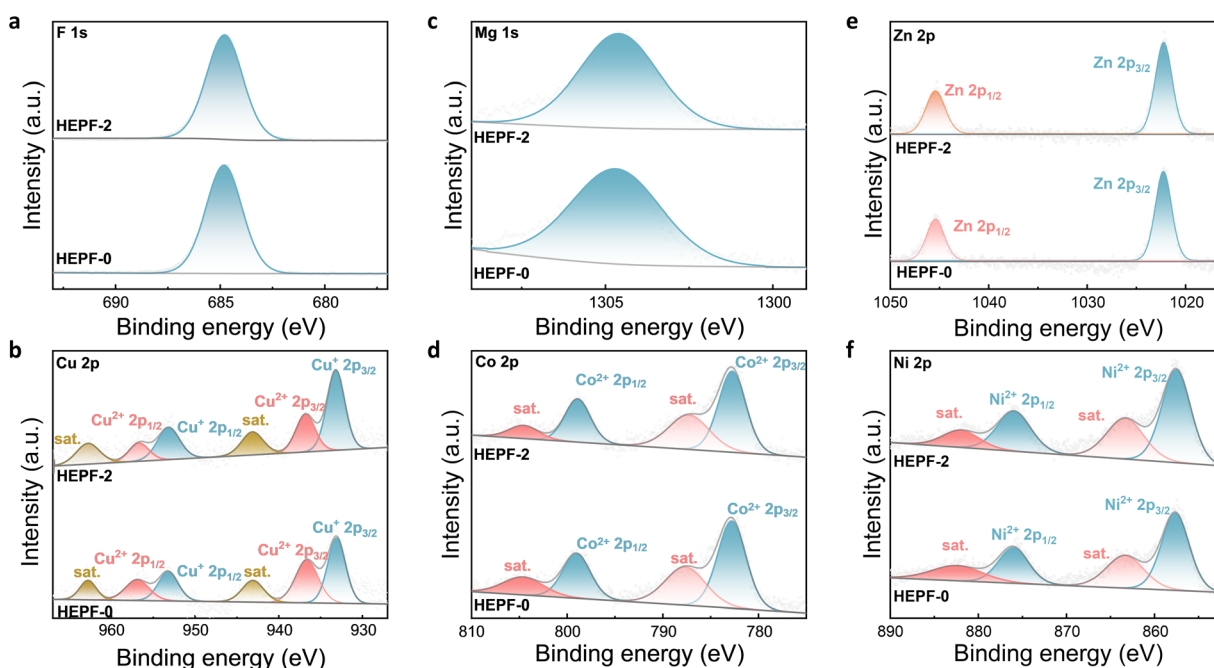 a
F 1s
HEPF-2
HEPF-0
Intensity (a.u.)
690 685 680
Binding energy (eV)
c
Mg 1s
HEPF-2
HEPF-0
Intensity (a.u.)
1305 1300
Binding energy (eV)
e
Zn 2p
Zn 2p3/2
Zn 2p1/2
HEPF-2
Zn 2p3/2
Zn 2p1/2
HEPF-0
Intensity (a.u.)
1050 1040 1030 1020
Binding energy (eV)
b
Cu 2p
Cu⁺ 2p3/2
Cu²⁺ 2p3/2
Cu²⁺ 2p1/2
Cu⁺ 2p1/2
sat.
sat.
HEPF-2
Cu⁺ 2p3/2
Cu²⁺ 2p1/2
Cu²⁺ 2p3/2
sat.
Cu⁺ 2p1/2
sat.
HEPF-0
Intensity (a.u.)
960 950 940 930
Binding energy (eV)
d
Co 2p
Co²⁺ 2p3/2
Co²⁺ 2p1/2
sat.
sat.
HEPF-2
Co²⁺ 2p3/2
Co²⁺ 2p1/2
sat.
sat.
HEPF-0
Intensity (a.u.)
810 800 790 780
Binding energy (eV)
f
Ni 2p
Ni²⁺ 2p3/2
Ni²⁺ 2p1/2
sat.
sat.
HEPF-2
Ni²⁺ 2p3/2
Ni²⁺ 2p1/2
sat.
sat.
HEPF-0
Intensity (a.u.)
890 880 870 860
Binding energy (eV)